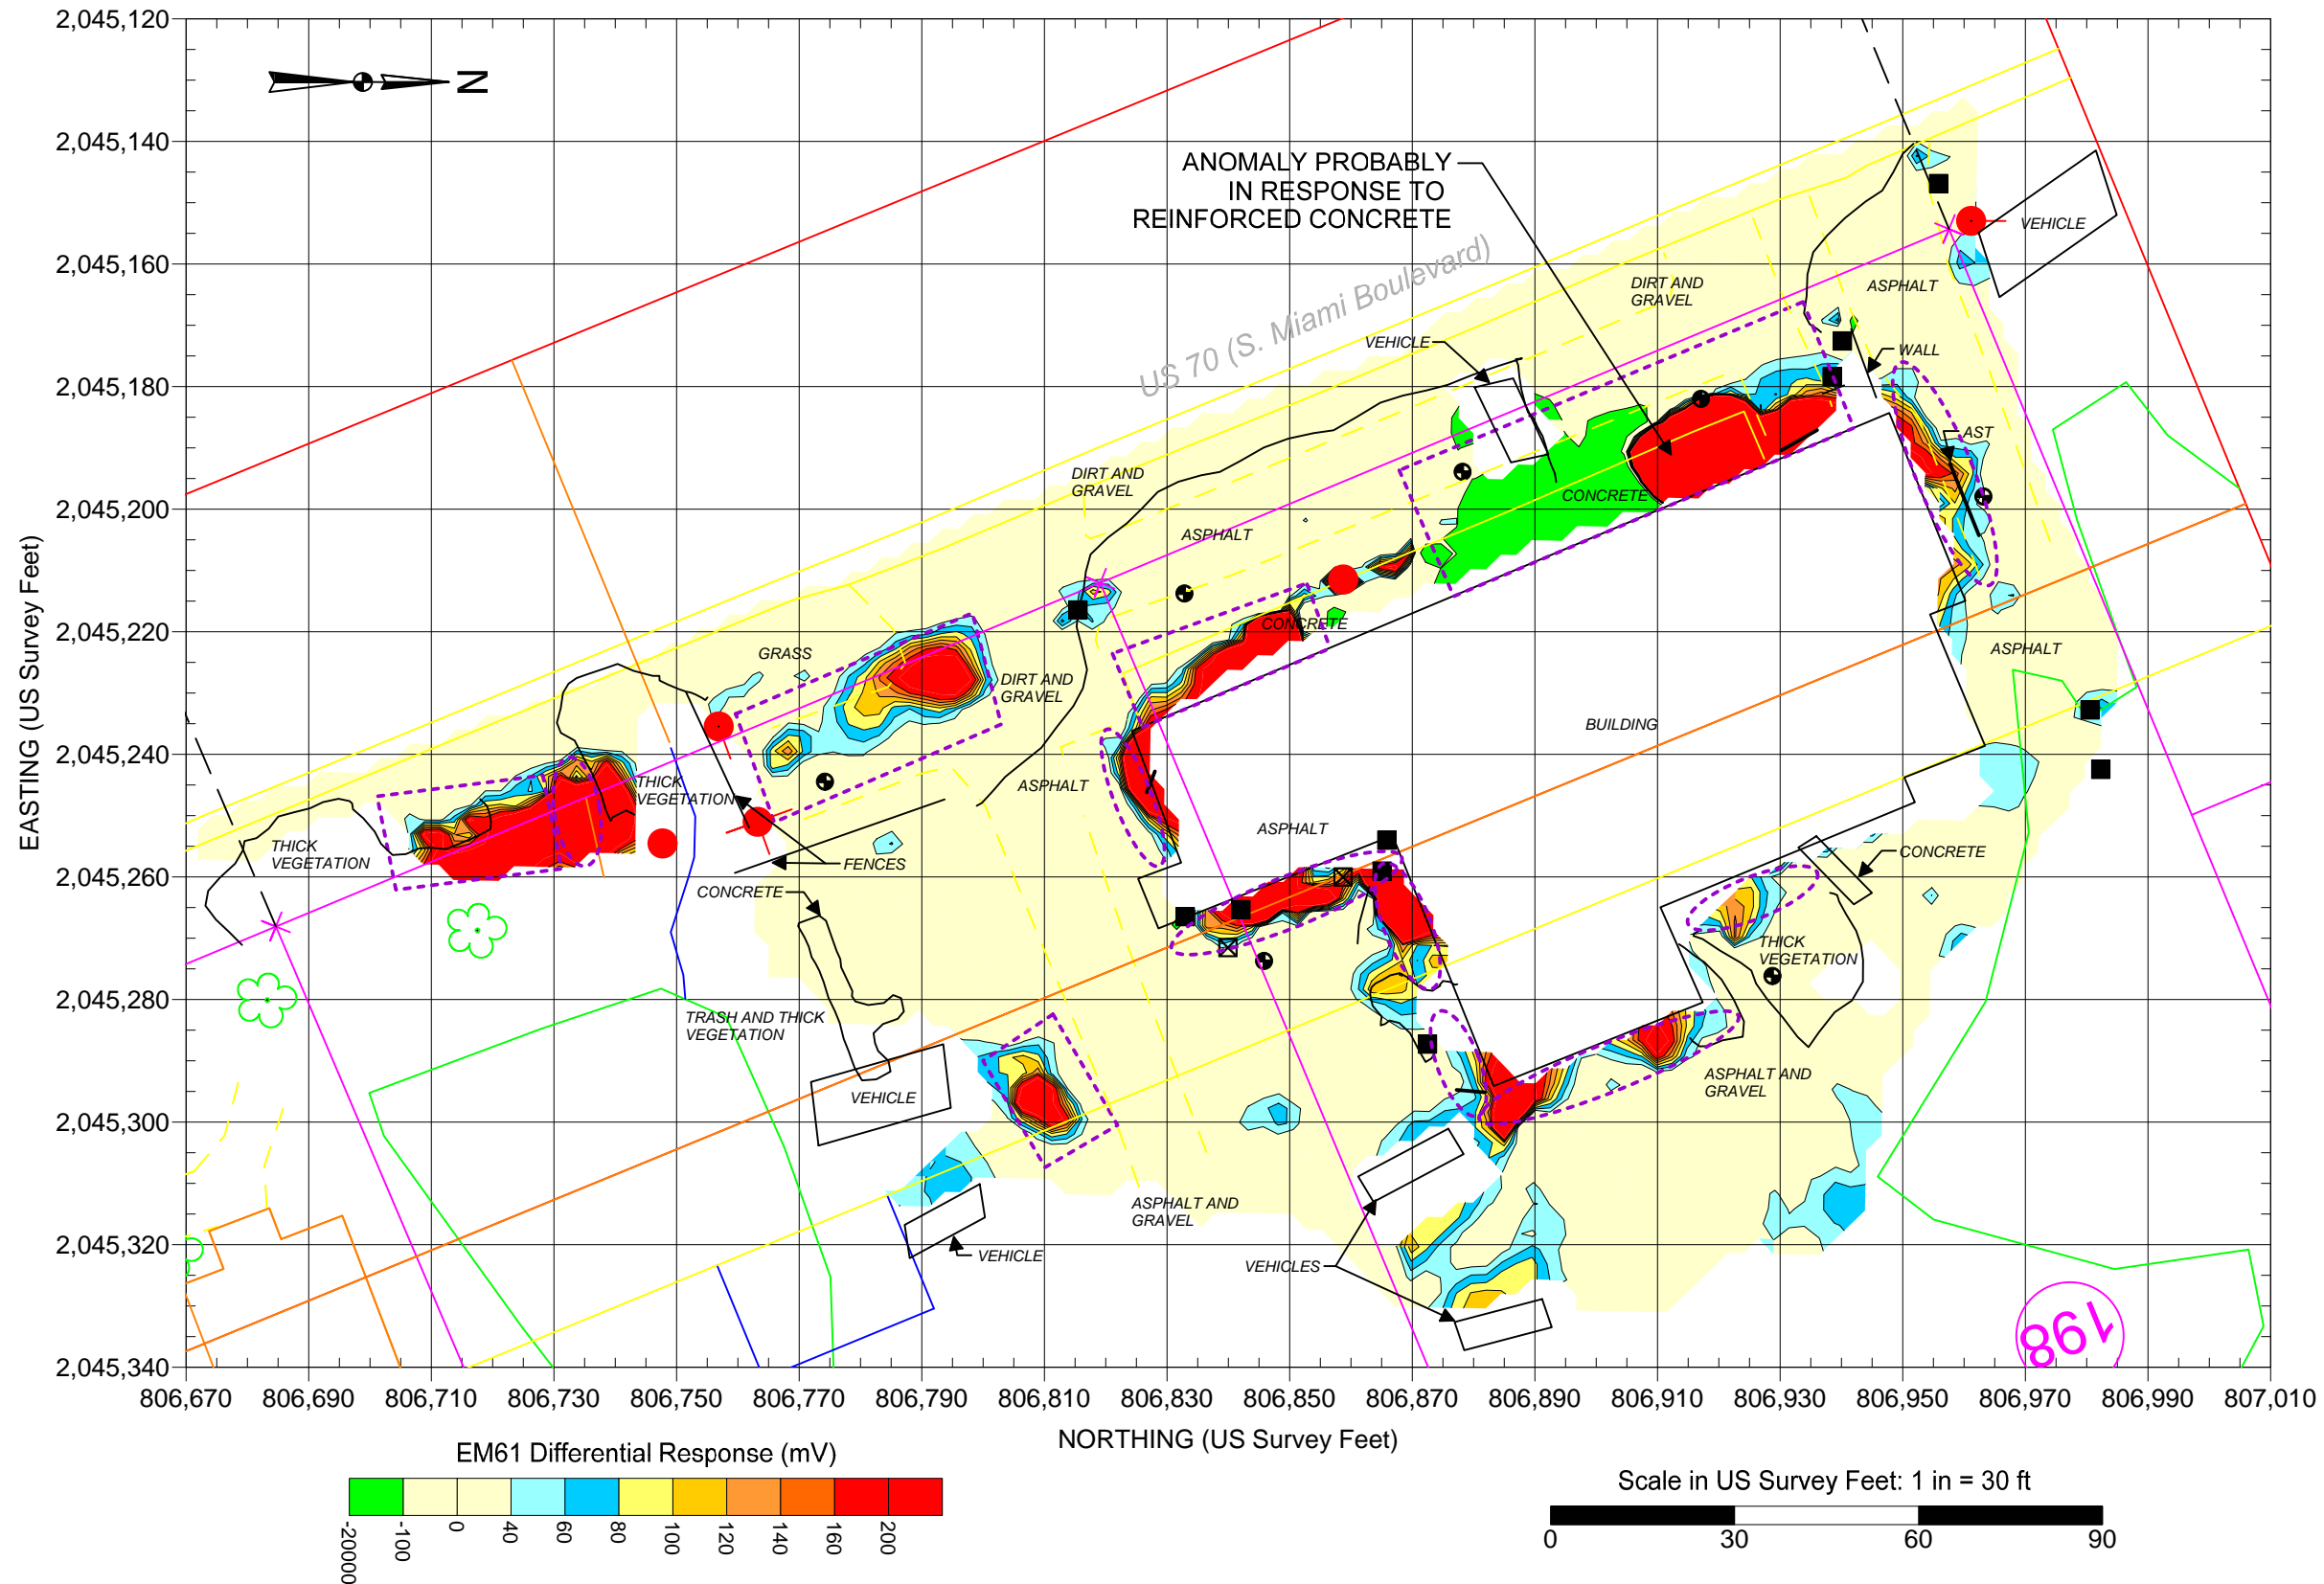 2,045,120
2,045,140
2,045,160
2,045,180
2,045,200
2,045,220
2,045,240
2,045,260
2,045,280
2,045,300
2,045,320
2,045,340
EASTING (US Survey Feet)
N
ANOMALY PROBABLY
IN RESPONSE TO
REINFORCED CONCRETE
US 70 (S. Miami Boulevard)
VEHICLE
DIRT AND
GRAVEL
ASPHALT
VEHICLE
WALL
AST
DIRT AND
GRAVEL
CONCRETE
ASPHALT
CONCRETE
GRASS
DIRT AND
GRAVEL
ASPHALT
BUILDING
ASPHALT
THICK
VEGETATION
ASPHALT
THICK
VEGETATION
FENCES
CONCRETE
CONCRETE
THICK
VEGETATION
TRASH AND THICK
VEGETATION
VEHICLE
ASPHALT AND
GRAVEL
ASPHALT AND
GRAVEL
VEHICLE
VEHICLES
198
806,670
806,690
806,710
806,730
806,750
806,770
806,790
806,810
806,830
806,850
806,870
806,890
806,910
806,930
806,950
806,970
806,990
807,010
NORTHING (US Survey Feet)
EM61 Differential Response (mV)
-20000
-100
0
40
60
80
100
120
140
160
200
Scale in US Survey Feet: 1 in = 30 ft
0
30
60
90